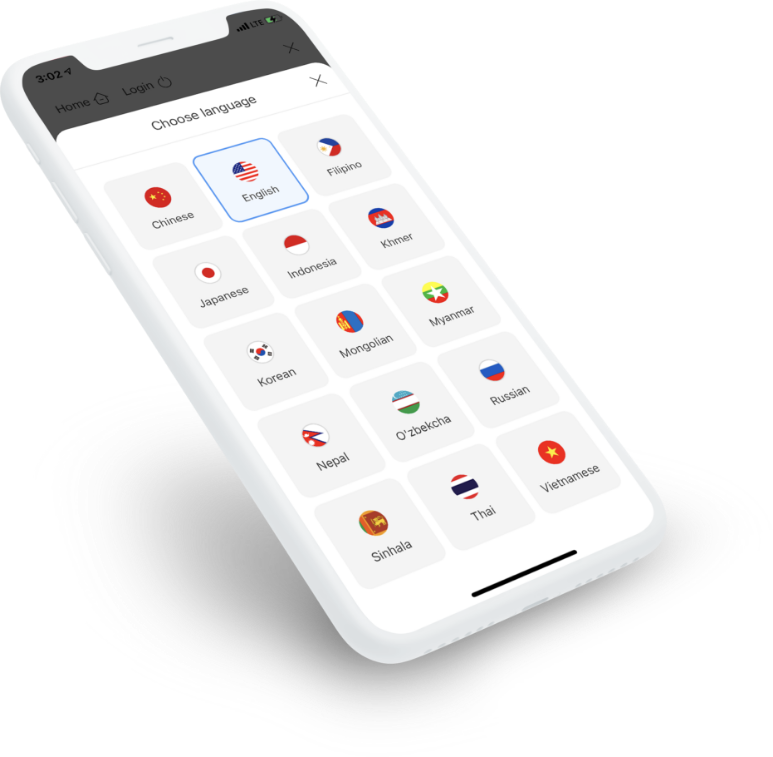 3:02
LTE
Home
Login
Choose language
Chinese
English
Filipino
Japanese
Indonesia
Khmer
Korean
Mongolian
Myanmar
Nepal
O'zbekcha
Russian
Sinhala
Thai
Vietnamese